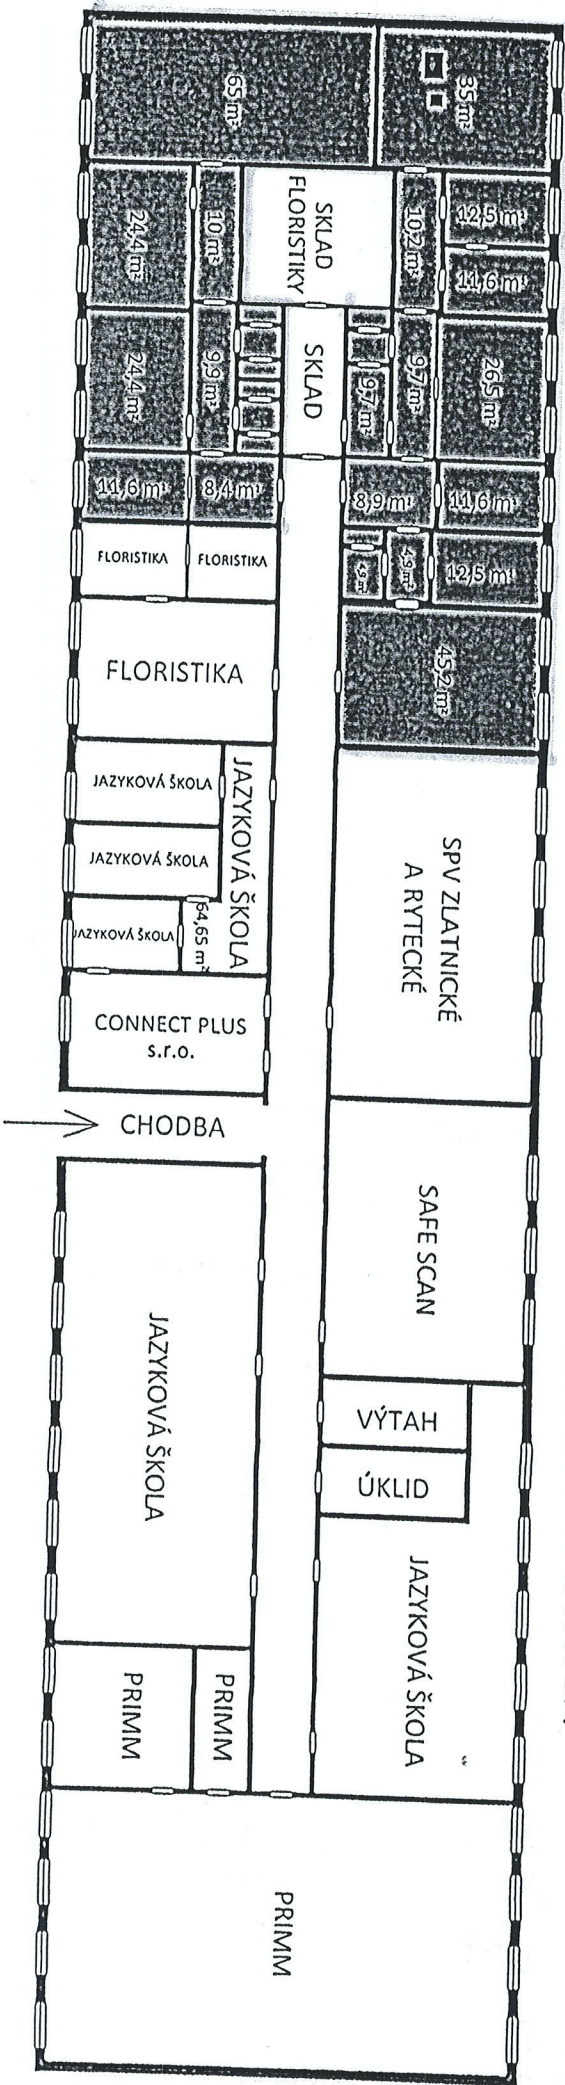 65 m²
35 m²
24,4 m²
10 m²
SKLAD
FLORISTIKY
10,2 m²
12,5 m²
11,6 m²
24,4 m²
9,9 m²
SKLAD
9,7 m²
9,7 m²
26,5 m²
11,6 m²
8,4 m²
8,9 m²
11,6 m²
FLORISTIKA
FLORISTIKA
4,9 m²
12,5 m²
FLORISTIKA
45,2 m²
JAZYKOVÁ ŠKOLA
JAZYKOVÁ ŠKOLA
JAZYKOVÁ ŠKOLA
JAZYKOVÁ ŠKOLA
64,65 m²
SPV ZLATNICKÉ
A RYTECKÉ
CONNECT PLUS
s.r.o.
CHODBA
SAFE SCAN
JAZYKOVÁ ŠKOLA
VÝTAH
ÚKLID
JAZYKOVÁ ŠKOLA
PRIMM
PRIMM
PRIMM